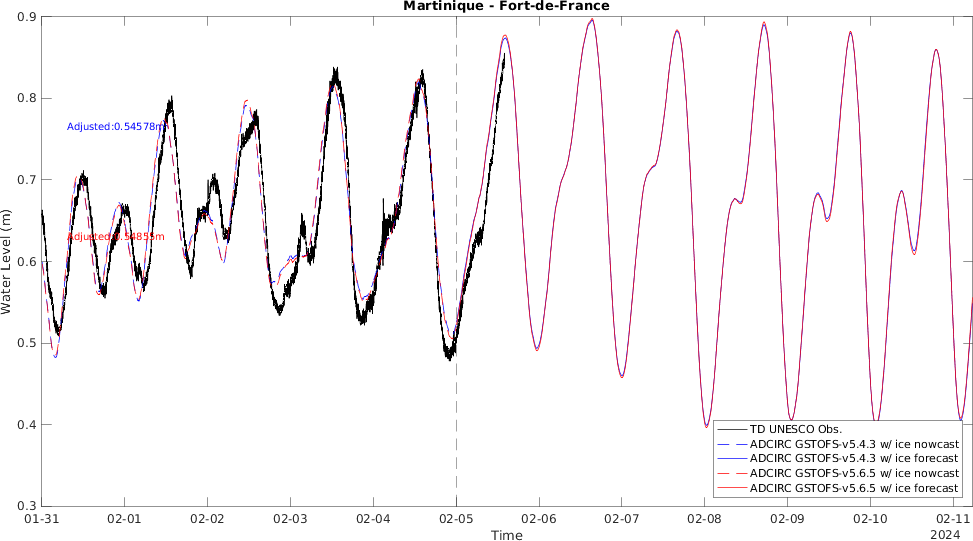 Martinique - Fort-de-France
0.9
0.8
0.7
0.6
0.5
0.4
0.3
Water Level (m)
Adjusted:0.54578m
Adjusted:0.54855m
TD UNESCO Obs.
ADCIRC GSTOFS-v5.4.3 w/ ice nowcast
ADCIRC GSTOFS-v5.4.3 w/ ice forecast
ADCIRC GSTOFS-v5.6.5 w/ ice nowcast
ADCIRC GSTOFS-v5.6.5 w/ ice forecast
01-31 02-01 02-02 02-03 02-04 02-05 02-06 02-07 02-08 02-09 02-10 02-11
Time
2024